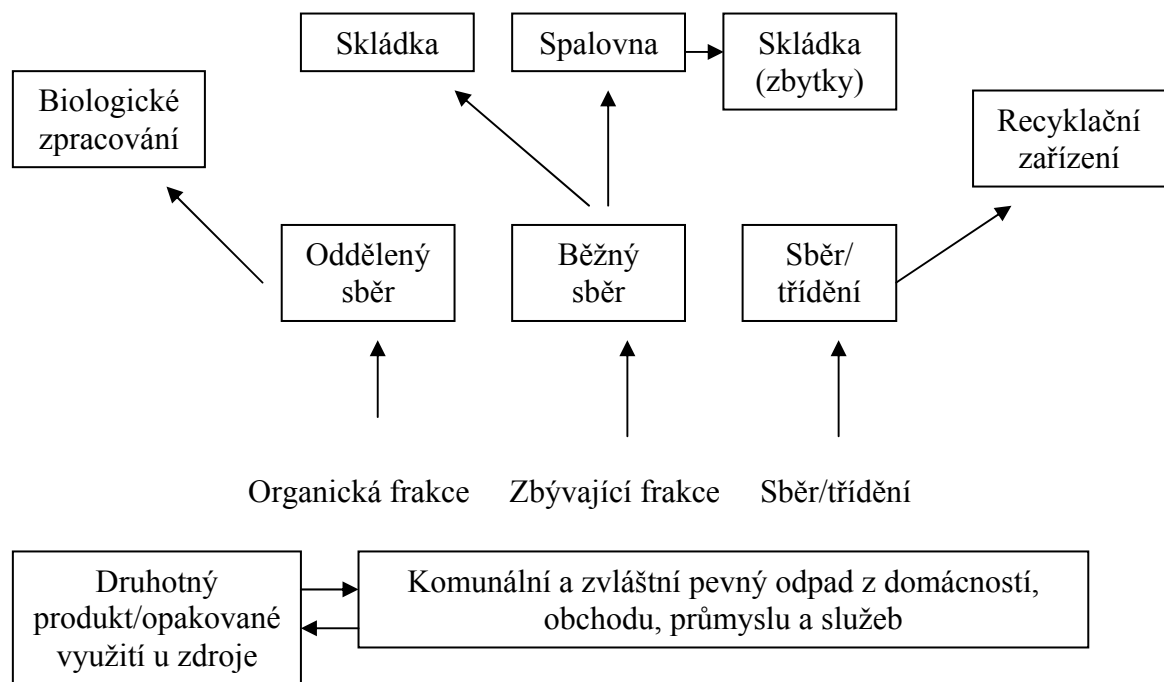 Skládka
Spalovna
Skládka
(zbytky)
Biologické
zpracování
Recyklační
zařízení
Oddělený
sběr
Běžný
sběr
Sběr/
třídění
Organická frakce
Zbývající frakce
Sběr/třídění
Druhotný
produkt/opakované
využití u zdroje
Komunální a zvláštní pevný odpad z domácností,
obchodu, průmyslu a služeb